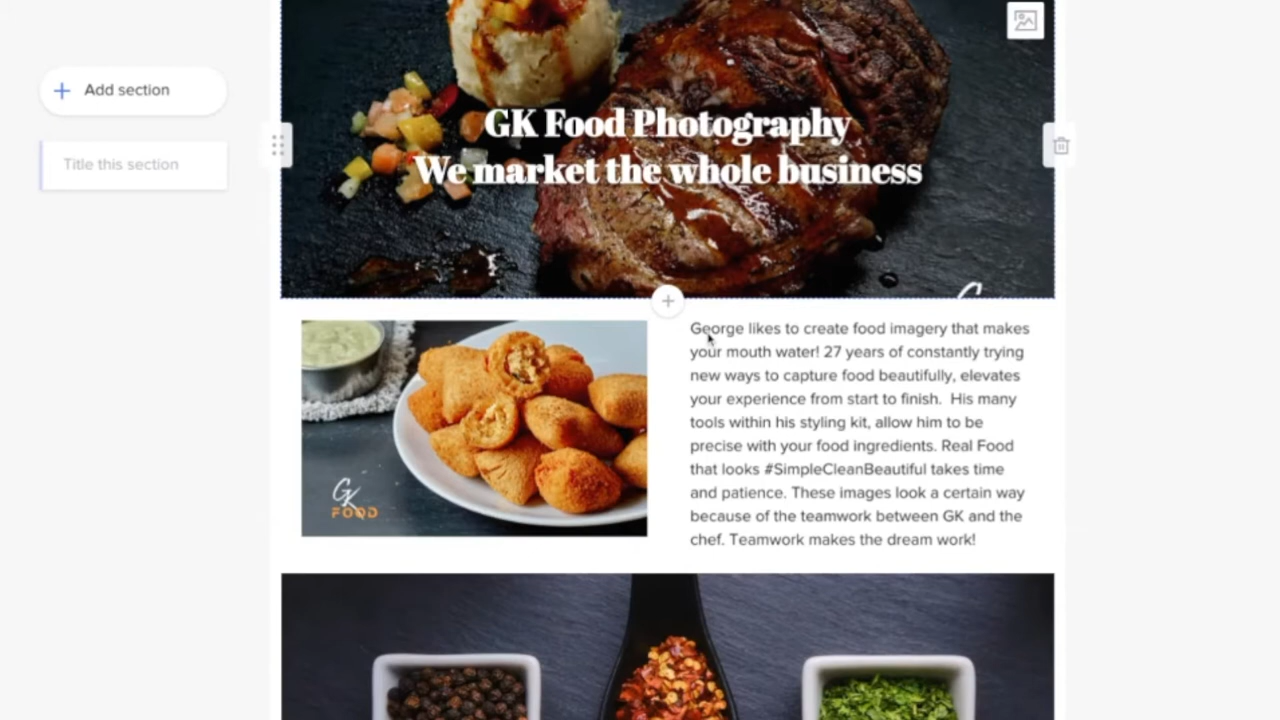 Add section
Title this section
GK Food Photography
We market the whole business
George likes to create food imagery that makes
your mouth water! 27 years of constantly trying
new ways to capture food beautifully, elevates
your experience from start to finish.  His many
tools within his styling kit, allow him to be
precise with your food ingredients. Real Food
that looks #SimpleCleanBeautiful takes time
and patience. These images look a certain way
because of the teamwork between GK and the
chef. Teamwork makes the dream work!
GK
FOOD